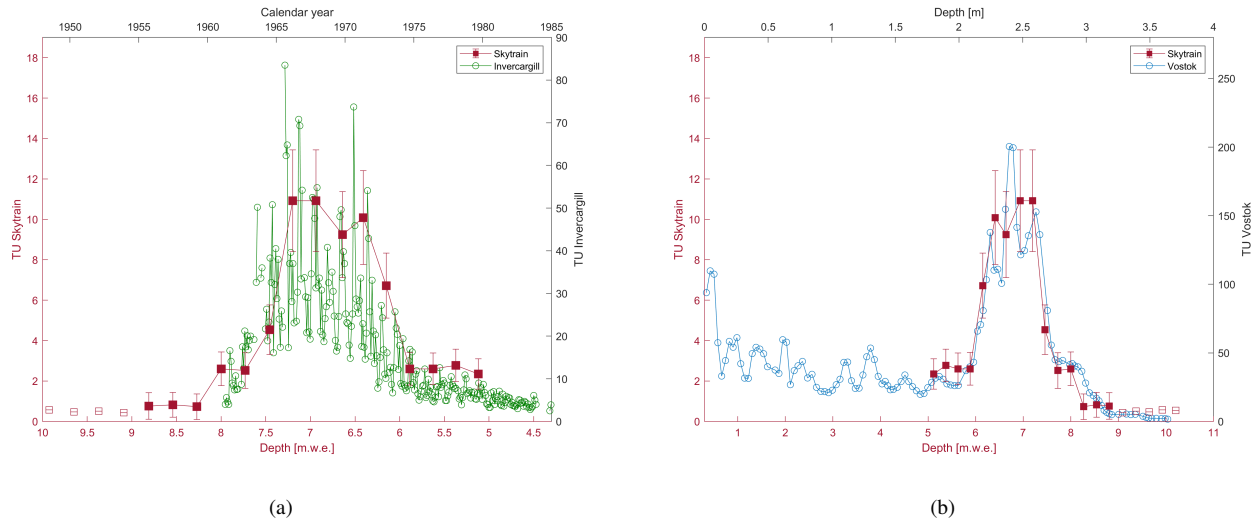 Calendar year
1950 1955 1960 1965 1970 1975 1980 1985
TU Skytrain
0 2 4 6 8 10 12 14 16 18
Skytrain
Invercargill
TU Invercargill
0 10 20 30 40 50 60 70 80 90
10 9.5 9 8.5 8 7.5 7 6.5 6 5.5 5 4.5
Depth [m.w.e.]
(a)
Depth [m]
0 0.5 1 1.5 2 2.5 3 3.5 4
TU Skytrain
0 2 4 6 8 10 12 14 16 18
Skytrain
Vostok
TU Vostok
0 50 100 150 200 250
1 2 3 4 5 6 7 8 9 10 11
Depth [m.w.e.]
(b)